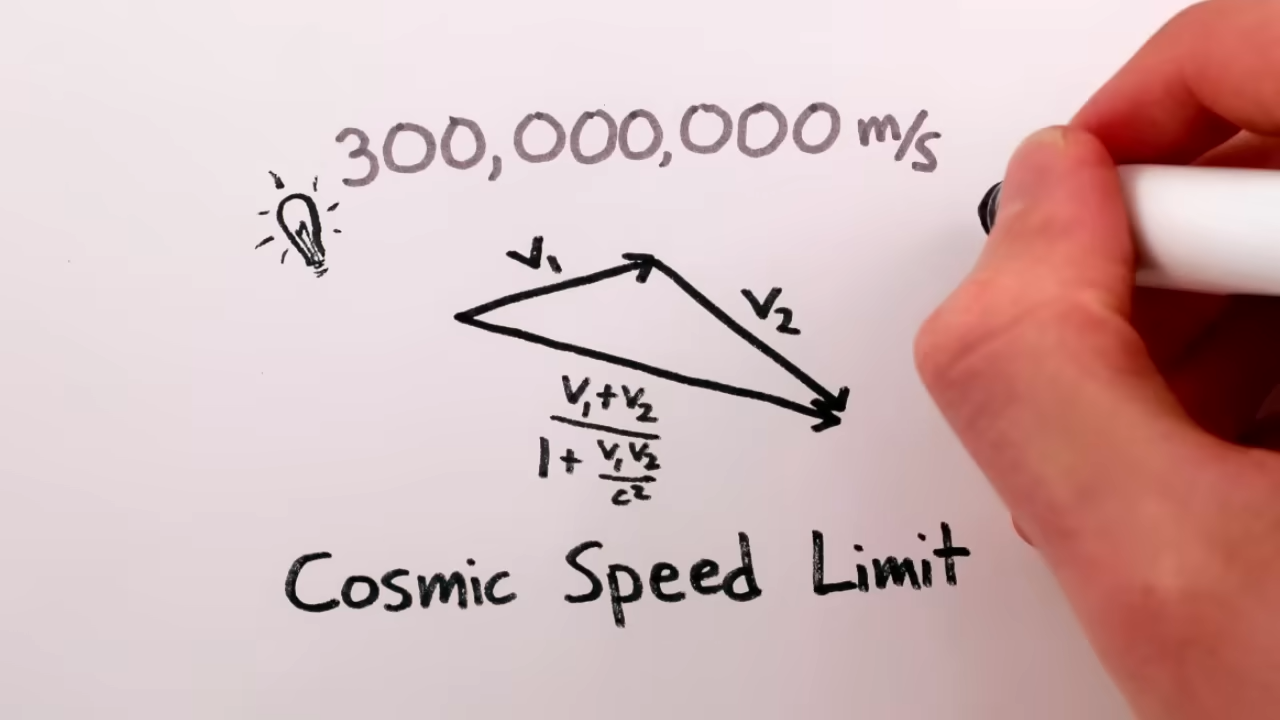 300,000,000 m/s
V₁
V₂
V₁+V₂
1+ V₁V₂
c²
Cosmic Speed Limit